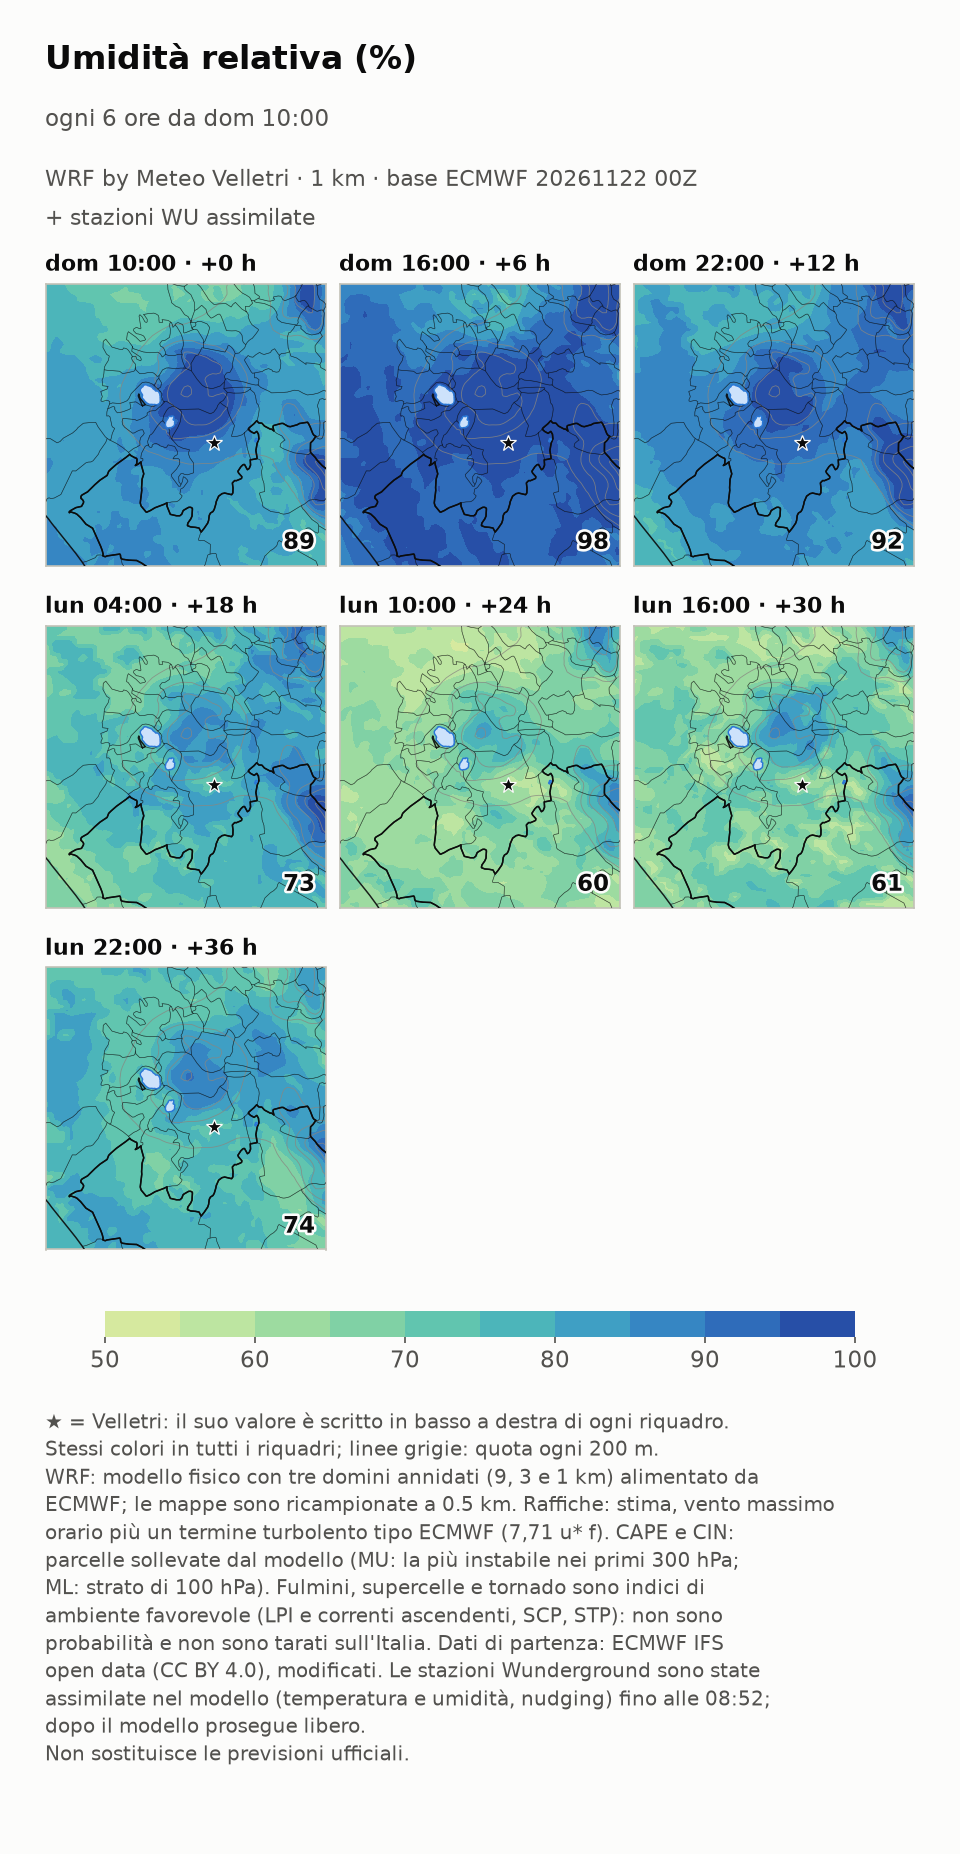 Umidità relativa (%)
ogni 6 ore da dom 10:00
WRF by Meteo Velletri · 1 km · base ECMWF 20261122 00Z
+ stazioni WU assimilate
dom 10:00 · +0 h
dom 16:00 · +6 h
dom 22:00 · +12 h
89
98
92
lun 04:00 · +18 h
lun 10:00 · +24 h
lun 16:00 · +30 h
73
60
61
lun 22:00 · +36 h
74
50 60 70 80 90 100
★ = Velletri: il suo valore è scritto in basso a destra di ogni riquadro.
Stessi colori in tutti i riquadri; linee grigie: quota ogni 200 m.
WRF: modello fisico con tre domini annidati (9, 3 e 1 km) alimentato da
ECMWF; le mappe sono ricampionate a 0.5 km. Raffiche: stima, vento massimo
orario più un termine turbolento tipo ECMWF (7,71 u* f). CAPE e CIN:
parcelle sollevate dal modello (MU: la più instabile nei primi 300 hPa;
ML: strato di 100 hPa). Fulmini, supercelle e tornado sono indici di
ambiente favorevole (LPI e correnti ascendenti, SCP, STP): non sono
probabilità e non sono tarati sull'Italia. Dati di partenza: ECMWF IFS
open data (CC BY 4.0), modificati. Le stazioni Wunderground sono state
assimilate nel modello (temperatura e umidità, nudging) fino alle 08:52;
dopo il modello prosegue libero.
Non sostituisce le previsioni ufficiali.